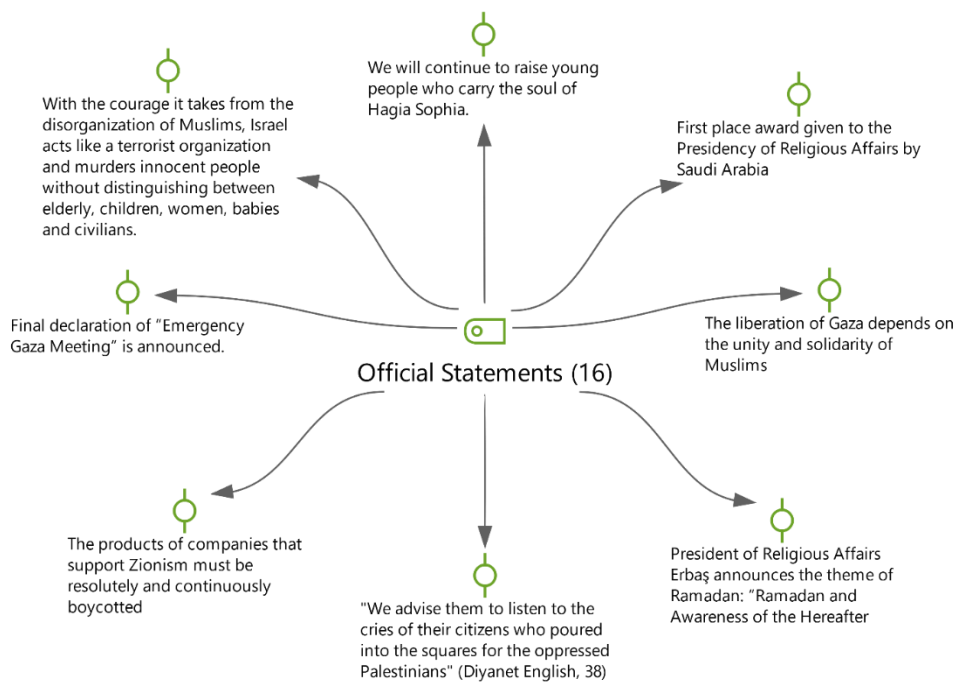 We will continue to raise young
people who carry the soul of
Hagia Sophia.
With the courage it takes from the
disorganization of Muslims, Israel
acts like a terrorist organization
and murders innocent people
without distinguishing between
elderly, children, women, babies
and civilians.
First place award given to the
Presidency of Religious Affairs by
Saudi Arabia
Final declaration of “Emergency
Gaza Meeting” is announced.
The liberation of Gaza depends on
the unity and solidarity of
Muslims
Official Statements (16)
The products of companies that
support Zionism must be
resolutely and continuously
boycotted
"We advise them to listen to the
cries of their citizens who poured
into the squares for the oppressed
Palestinians" (Diyanet English, 38)
President of Religious Affairs
Erbaş announces the theme of
Ramadan: “Ramadan and
Awareness of the Hereafter